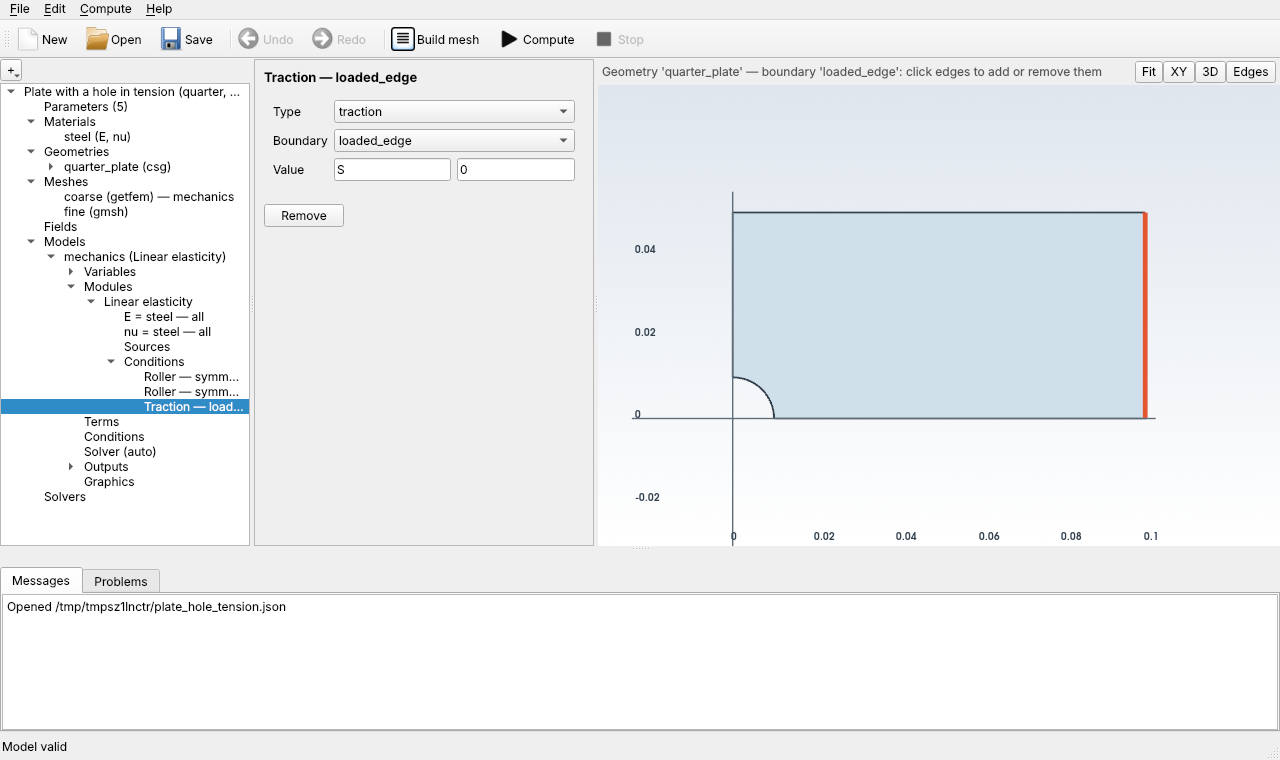 File Edit Compute Help
New Open Save Undo Redo Build mesh Compute Stop
+
Plate with a hole in tension (quarter, ...
Parameters (5)
Materials
steel (E, nu)
Geometries
quarter_plate (csg)
Meshes
coarse (getfem) — mechanics
fine (gmsh)
Fields
Models
mechanics (Linear elasticity)
Variables
Modules
Linear elasticity
E = steel — all
nu = steel — all
Sources
Conditions
Roller — symm...
Roller — symm...
Traction — load...
Terms
Conditions
Solver (auto)
Outputs
Graphics
Solvers
Traction — loaded_edge
Type traction
Boundary loaded_edge
Value S 0
Remove
Geometry 'quarter_plate' — boundary 'loaded_edge': click edges to add or remove them
Fit XY 3D Edges
0.04
0.02
0
-0.02
0 0.02 0.04 0.06 0.08 0.1
Messages Problems
Opened /tmp/tmpsz1lnctr/plate_hole_tension.json
Model valid